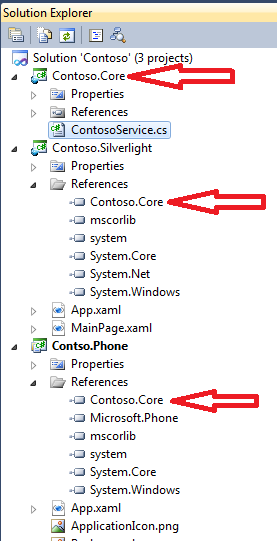 Solution Explorer
Solution 'Contoso' (3 projects)
Contoso.Core
Properties
References
ContosoService.cs
Contoso.Silverlight
Properties
References
Contoso.Core
mscorlib
system
System.Core
System.Net
System.Windows
App.xaml
MainPage.xaml
Contso.Phone
Properties
References
Contoso.Core
Microsoft.Phone
mscorlib
system
System.Core
System.Windows
App.xaml
ApplicationIcon.png